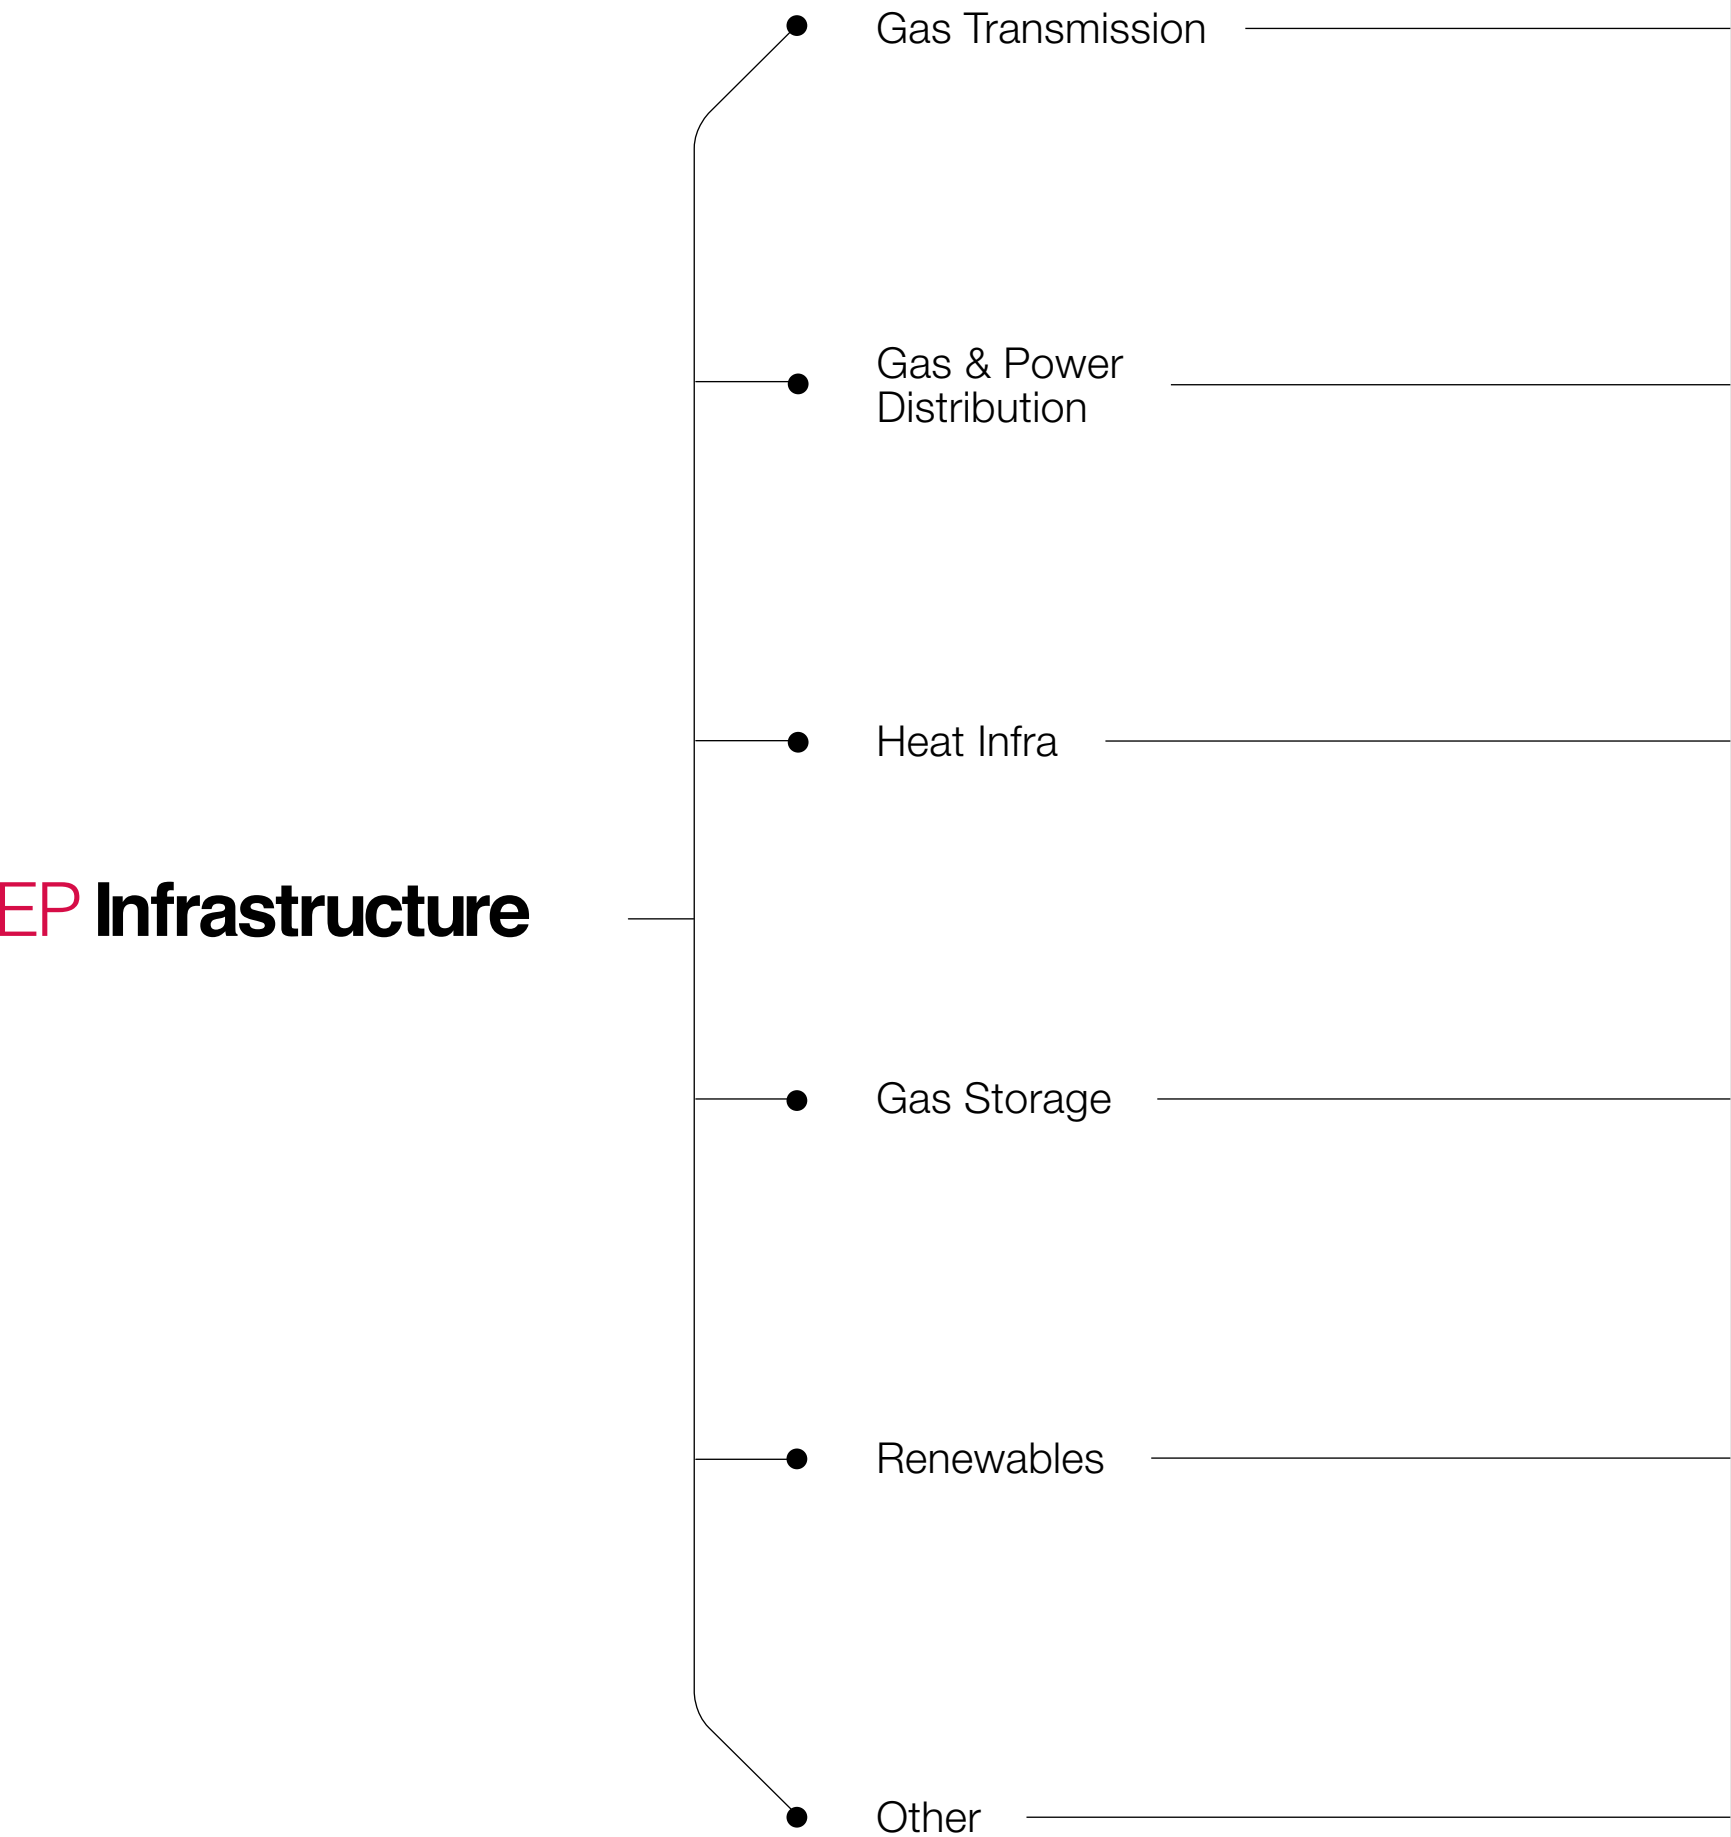 Gas Transmission
Gas & Power
Distribution
Heat Infra
EP Infrastructure
Gas Storage
Renewables
Other